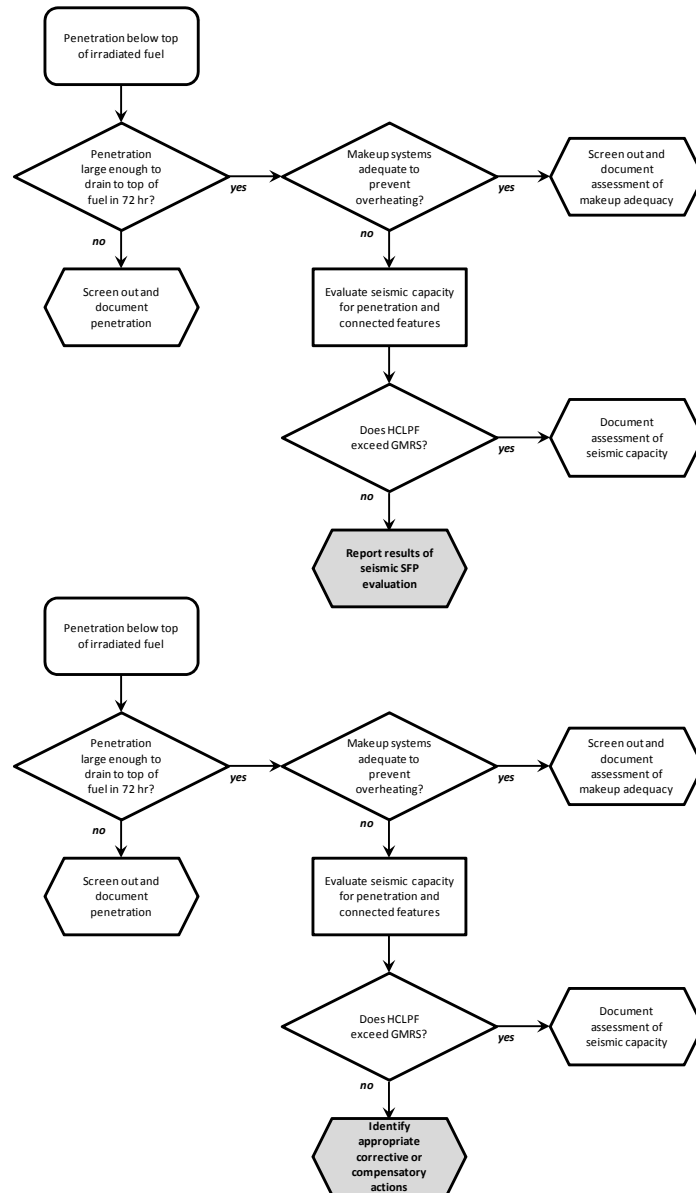 Penetration below top
of irradiated fuel
Penetration
large enough to
drain to top of
fuel in 72 hr?
yes
Makeup systems
adequate to
prevent
overheating?
yes
Screen out and
document
assessment of
makeup adequacy
no
Screen out and
document
penetration
no
Evaluate seismic capacity
for penetration and
connected features
Does HCLPF
exceed GMRS?
yes
Document
assessment of
seismic capacity
no
Report results of
seismic SFP
evaluation
Penetration below top
of irradiated fuel
Penetration
large enough to
drain to top of
fuel in 72 hr?
yes
Makeup systems
adequate to
prevent
overheating?
yes
Screen out and
document
assessment of
makeup adequacy
no
Screen out and
document
penetration
no
Evaluate seismic capacity
for penetration and
connected features
Does HCLPF
exceed GMRS?
yes
Document
assessment of
seismic capacity
no
Identify
appropriate
corrective or
compensatory
actions